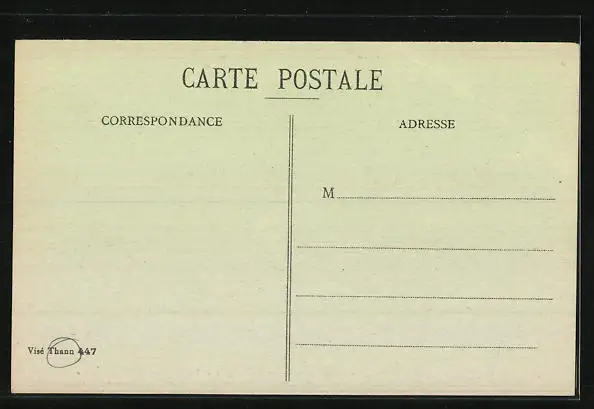 CARTE POSTALE
CORRESPONDANCE
ADRESSE
M
Visé Thann 447